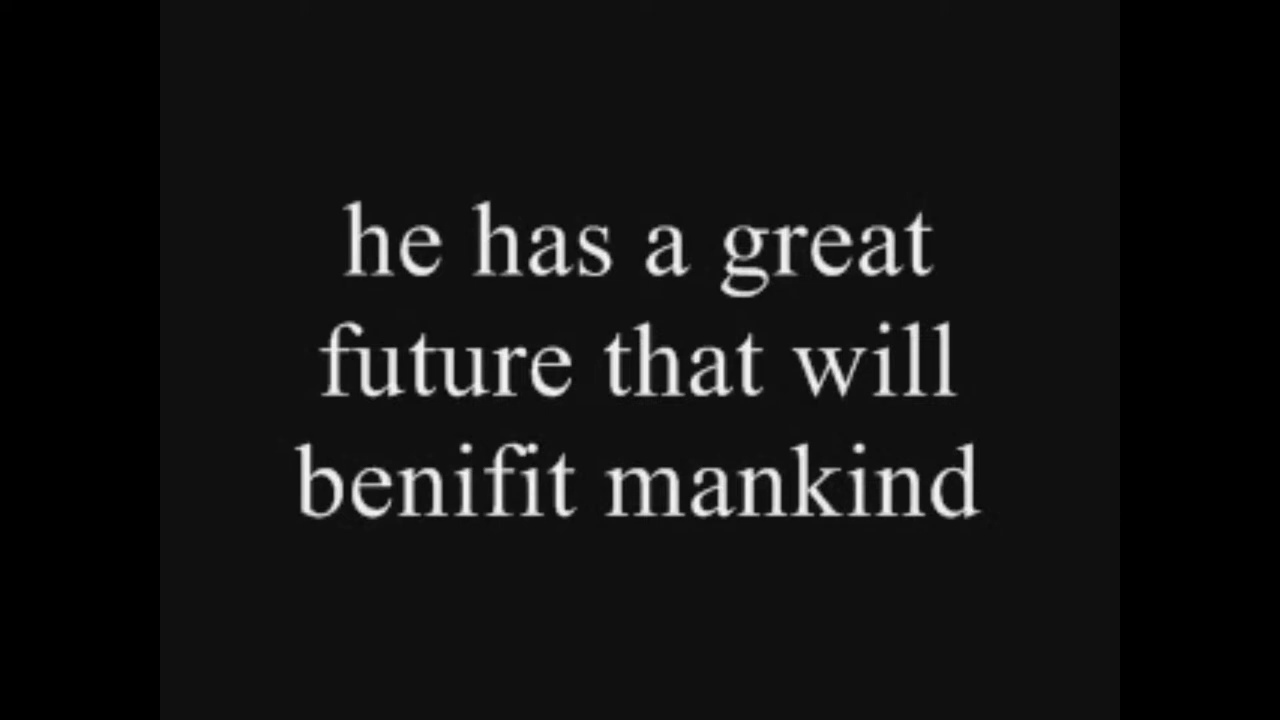 he has a great
future that will
benifit mankind